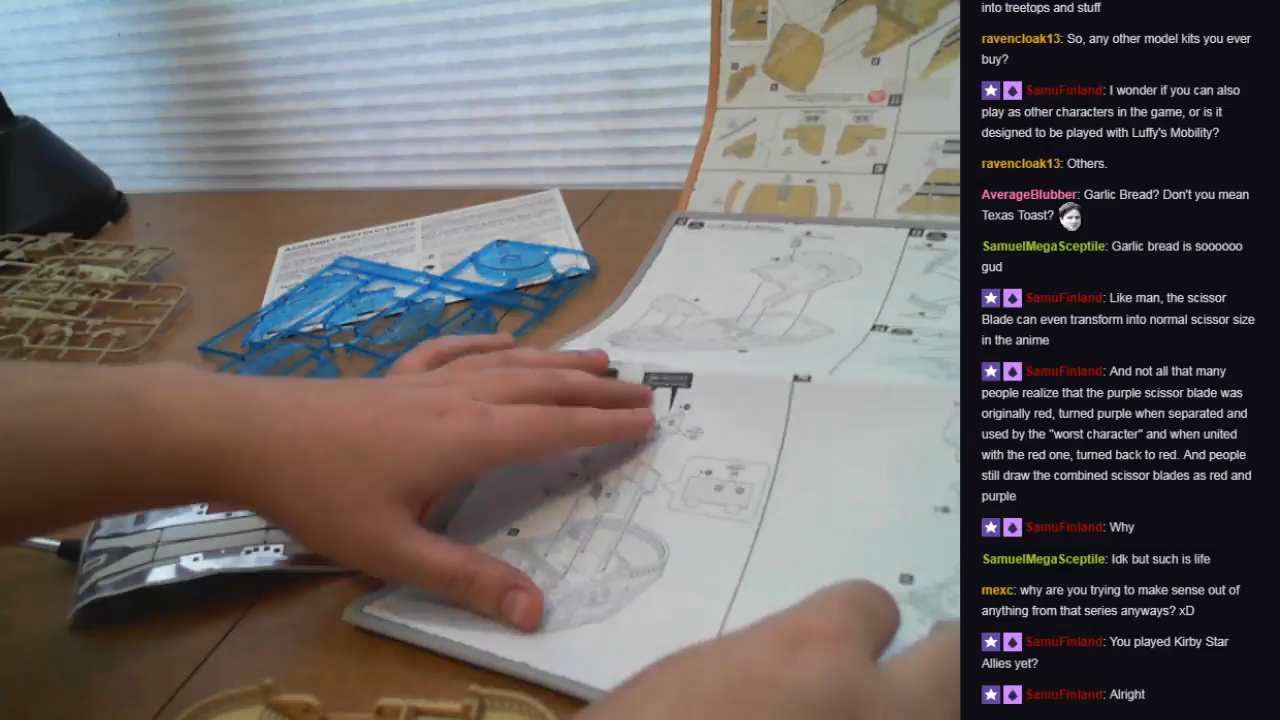 into treetops and stuff
ravencloak13: So, any other model kits you ever
buy?
SamuFinland: I wonder if you can also
play as other characters in the game, or is it
designed to be played with Luffy's Mobility?
ravencloak13: Others.
AverageBlubber: Garlic Bread? Don't you mean
Texas Toast?
SamuelMegaSceptile: Garlic bread is soooooo
gud
SamuFinland: Like man, the scissor
Blade can even transform into normal scissor size
in the anime
SamuFinland: And not all that many
people realize that the purple scissor blade was
originally red, turned purple when separated and
used by the "worst character" and when united
with the red one, turned back to red. And people
still draw the combined scissor blades as red and
purple
SamuFinland: Why
SamuelMegaSceptile: Idk but such is life
mexc: why are you trying to make sense out of
anything from that series anyways? xD
SamuFinland: You played Kirby Star
Allies yet?
SamuFinland: Alright
ASSEMBLY INSTRUCTIONS